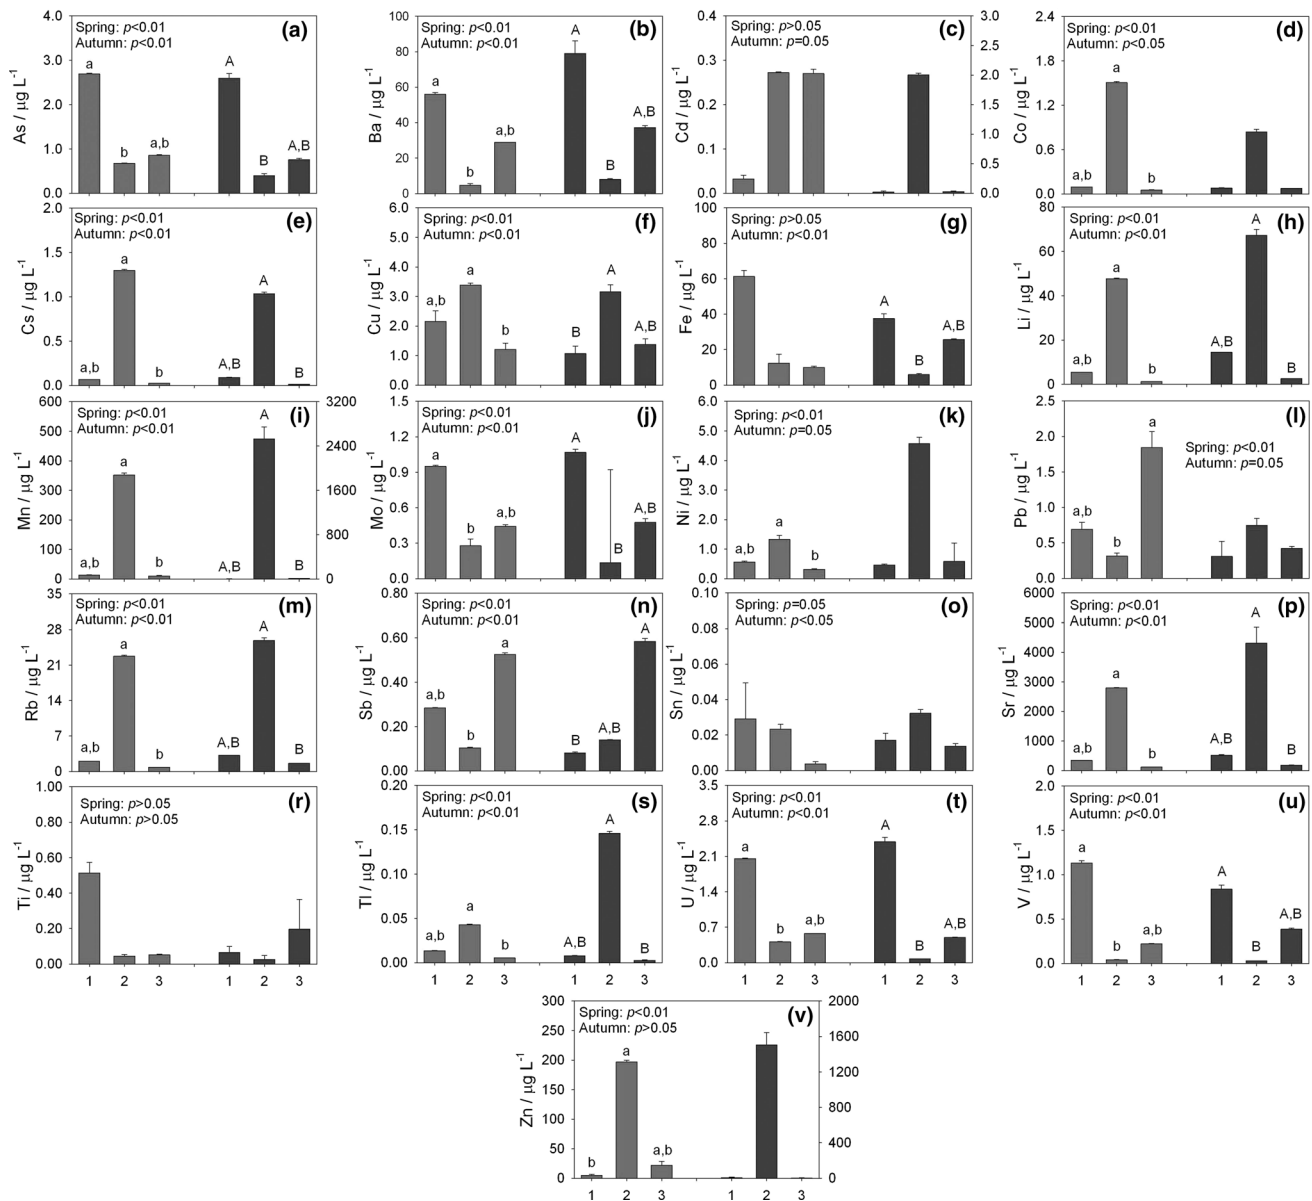 Spring: p<0.01
Autumn: p<0.01
(a)
As / µg L⁻¹
4.0
3.0
2.0
1.0
0.0
a
b
a,b
A
B
A,B
Spring: p<0.01
Autumn: p<0.01
(b)
Ba / µg L⁻¹
100
80
60
40
20
0
a
b
a,b
A
B
A,B
Spring: p>0.05
Autumn: p=0.05
(c)
Cd / µg L⁻¹
0.4
0.3
0.2
0.1
0.0
3.0
2.5
2.0
1.5
1.0
0.5
0.0
Spring: p<0.01
Autumn: p<0.05
(d)
Co / µg L⁻¹
2.4
1.8
1.2
0.6
0.0
a,b
a
b
Spring: p<0.01
Autumn: p<0.01
(e)
Cs / µg L⁻¹
2.0
1.5
1.0
0.5
0.0
a,b
a
b
A,B
A
B
Spring: p<0.01
Autumn: p<0.01
(f)
Cu / µg L⁻¹
6.0
5.0
4.0
3.0
2.0
1.0
0.0
a,b
a
b
B
A
A,B
Spring: p>0.05
Autumn: p<0.01
(g)
Fe / µg L⁻¹
100
80
60
40
20
0
A
B
A,B
Spring: p<0.01
Autumn: p<0.01
(h)
Li / µg L⁻¹
80
60
40
20
0
a,b
a
b
A,B
A
B
Spring: p<0.01
Autumn: p<0.01
(i)
Mn / µg L⁻¹
600
500
400
300
200
100
0
3200
2400
1600
800
0
a,b
a
b
A,B
A
B
Spring: p<0.01
Autumn: p<0.01
(j)
Mo / µg L⁻¹
1.5
1.2
0.9
0.6
0.3
0.0
a
b
a,b
A
B
A,B
Spring: p<0.01
Autumn: p=0.05
(k)
Ni / µg L⁻¹
6.0
5.0
4.0
3.0
2.0
1.0
0.0
a,b
a
b
Spring: p<0.01
Autumn: p=0.05
(l)
Pb / µg L⁻¹
2.5
2.0
1.5
1.0
0.5
0.0
a,b
b
a
Spring: p<0.01
Autumn: p<0.01
(m)
Rb / µg L⁻¹
35
28
21
14
7
0
a,b
a
b
A,B
A
B
Spring: p<0.01
Autumn: p<0.01
(n)
Sb / µg L⁻¹
0.80
0.60
0.40
0.20
0.00
a,b
b
a
B
A,B
A
Spring: p=0.05
Autumn: p<0.05
(o)
Sn / µg L⁻¹
0.10
0.08
0.06
0.04
0.02
0.00
Spring: p<0.01
Autumn: p<0.01
(p)
Sr / µg L⁻¹
6000
5000
4000
3000
2000
1000
0
a,b
a
b
A,B
A
B
Spring: p>0.05
Autumn: p>0.05
(r)
Ti / µg L⁻¹
1.00
0.80
0.60
0.40
0.20
0.00
1 2 3 1 2 3
Spring: p<0.01
Autumn: p<0.01
(s)
Tl / µg L⁻¹
0.20
0.15
0.10
0.05
0.00
a,b
a
b
A,B
A
B
1 2 3 1 2 3
Spring: p<0.01
Autumn: p<0.01
(t)
U / µg L⁻¹
3.5
2.8
2.1
1.4
0.7
0.0
a
b
a,b
A
B
A,B
1 2 3 1 2 3
Spring: p<0.01
Autumn: p<0.01
(u)
V / µg L⁻¹
2.0
1.5
1.0
0.5
0.0
a
b
a,b
A
B
A,B
1 2 3 1 2 3
Spring: p<0.01
Autumn: p>0.05
(v)
Zn / µg L⁻¹
300
250
200
150
100
50
0
2000
1600
1200
800
400
0
b
a
a,b
1 2 3 1 2 3